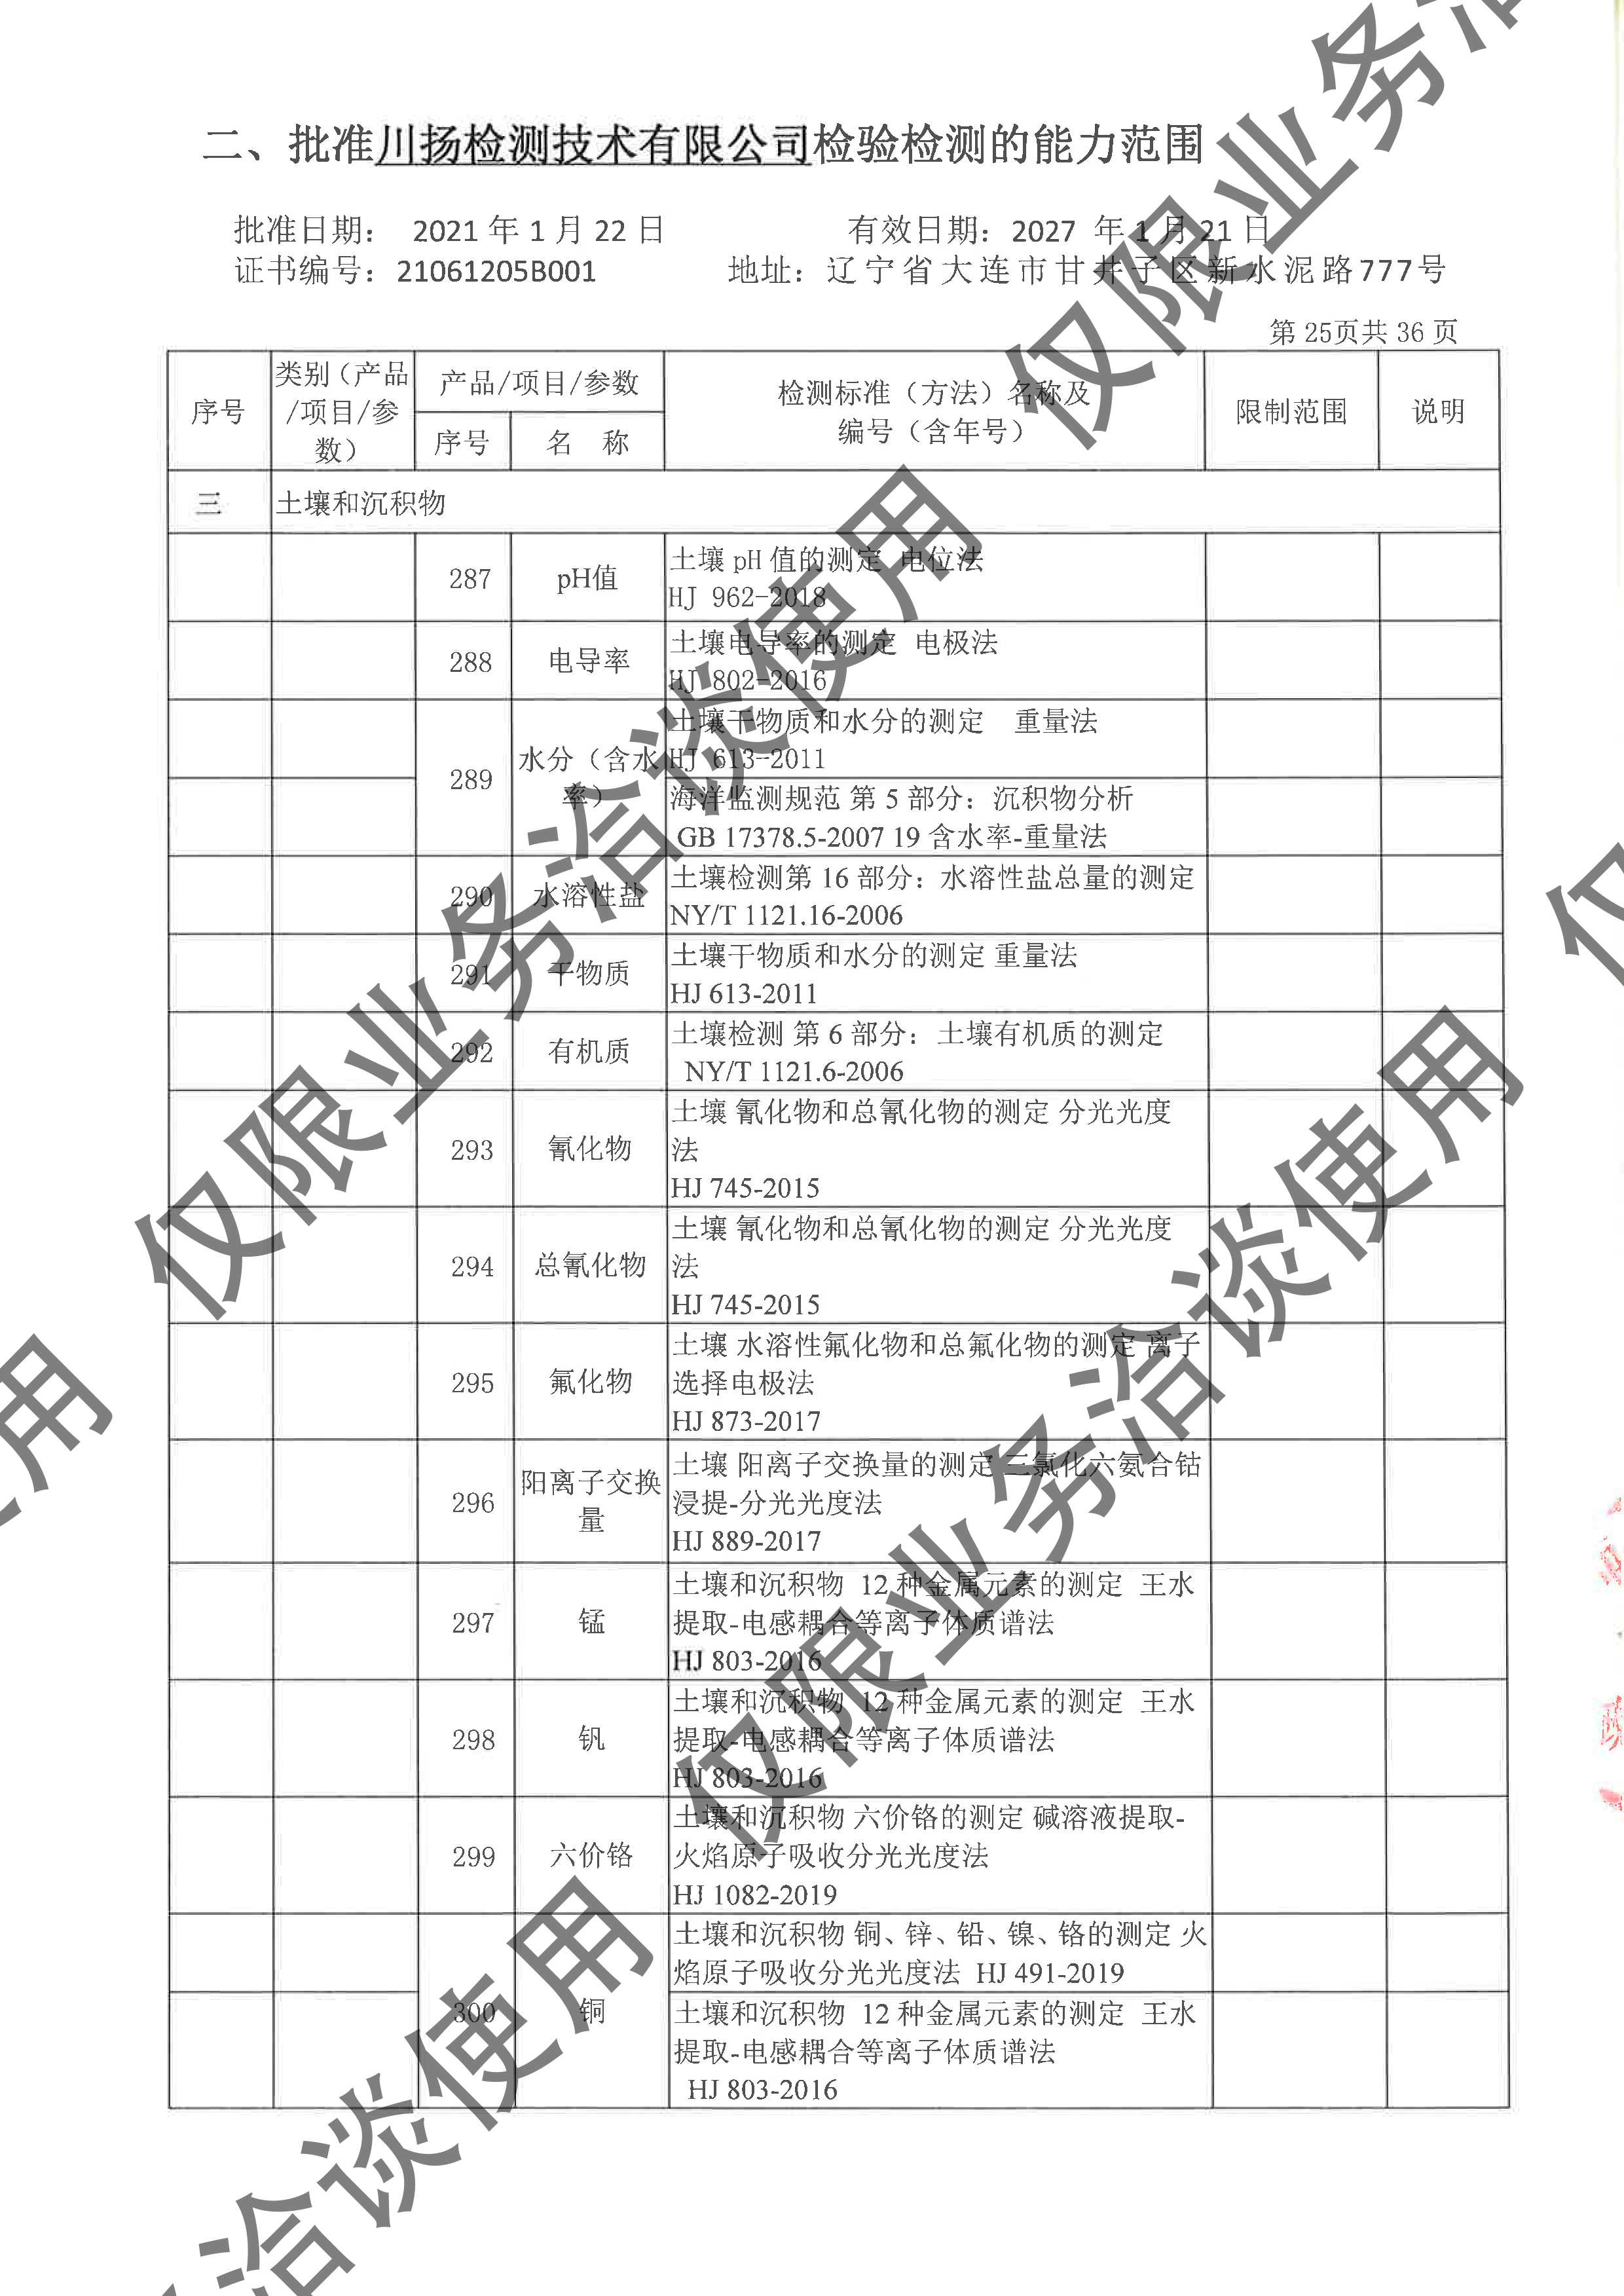 二、批准川扬检测技术有限公司检验检测的能力范围
批准日期： 2021 年 1 月 22 日 有效日期：2027 年 1 月 21 日
证书编号：21061205B001 地址：辽宁省大连市甘井子区新水泥路777号
第 25页共 36 页
序号
类别（产品
/项目/参
数）
产品/项目/参数
序号 名 称
检测标准（方法）名称及
编号（含年号）
限制范围
说明
三 土壤和沉积物
287 pH值
土壤 pH 值的测定 电位法
HJ 962-2018
288 电导率
土壤电导率的测定 电极法
HJ 802-2016
289
水分（含水
率）
土壤干物质和水分的测定 重量法
HJ 613-2011
海洋监测规范 第 5 部分：沉积物分析
GB 17378.5-2007 19 含水率-重量法
290 水溶性盐
土壤检测第 16 部分：水溶性盐总量的测定
NY/T 1121.16-2006
291 干物质
土壤干物质和水分的测定 重量法
HJ 613-2011
292 有机质
土壤检测 第 6 部分：土壤有机质的测定
NY/T 1121.6-2006
293 氰化物
土壤 氰化物和总氰化物的测定 分光光度
法
HJ 745-2015
294 总氰化物
土壤 氰化物和总氰化物的测定 分光光度
法
HJ 745-2015
295 氟化物
土壤 水溶性氟化物和总氟化物的测定 离子
选择电极法
HJ 873-2017
296
阳离子交换
量
土壤 阳离子交换量的测定 三氯化六氨合钴
浸提-分光光度法
HJ 889-2017
297 锰
土壤和沉积物 12 种金属元素的测定 王水
提取-电感耦合等离子体质谱法
HJ 803-2016
298 钒
土壤和沉积物 12 种金属元素的测定 王水
提取-电感耦合等离子体质谱法
HJ 803-2016
299 六价铬
土壤和沉积物 六价铬的测定 碱溶液提取-
火焰原子吸收分光光度法
HJ 1082-2019
300 铜
土壤和沉积物 铜、锌、铅、镍、铬的测定 火
焰原子吸收分光光度法 HJ 491-2019
土壤和沉积物 12 种金属元素的测定 王水
提取-电感耦合等离子体质谱法
HJ 803-2016
仅限业务洽
仅限业务洽谈使用
仅限业务洽谈使用
仅
使用
洽谈使用